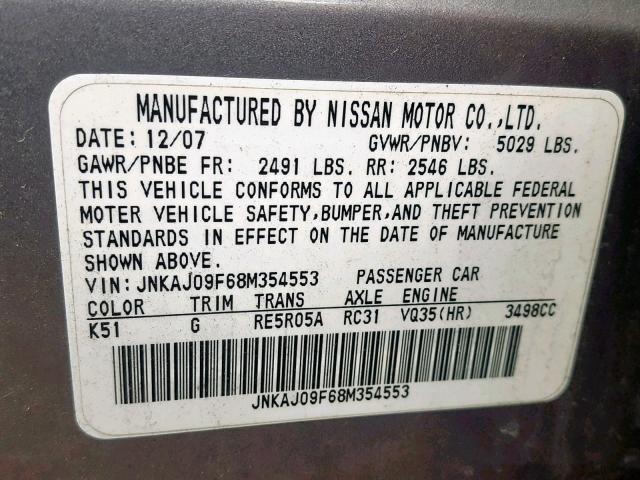 MANUFACTURED BY NISSAN MOTOR CO.,LTD.
DATE: 12/07 GVWR/PNBV: 5029 LBS.
GAWR/PNBE FR: 2491 LBS. RR: 2546 LBS.
THIS VEHICLE CONFORMS TO ALL APPLICABLE FEDERAL
MOTER VEHICLE SAFETY,BUMPER,AND THEFT PREVENTION
STANDARDS IN EFFECT ON THE DATE OF MANUFACTURE
SHOWN ABOVE.
VIN: JNKAJ09F68M354553 PASSENGER CAR
COLOR TRIM TRANS AXLE ENGINE
K51 G RE5R05A RC31 VQ35(HR) 3498CC
JNKAJ09F68M354553